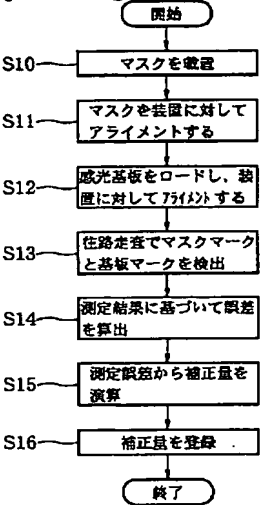 開始
S10
マスクを載置
S11
マスクを装置に対して
アライメントする
S12
感光基板をロードし、装
置に対してアライメントする
S13
往路走査でマスクマーク
と基板マークを検出
S14
測定結果に基づいて誤差
を算出
S15
測定誤差から補正量を
演算
S16
補正量を登録
終了